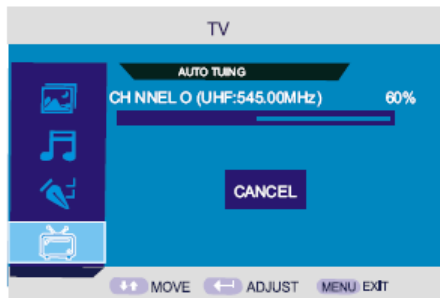 TV
AUTO TUING
CH NNEL O (UHF:545.00MHz) 60%
CANCEL
MOVE ADJUST MENU EXIT